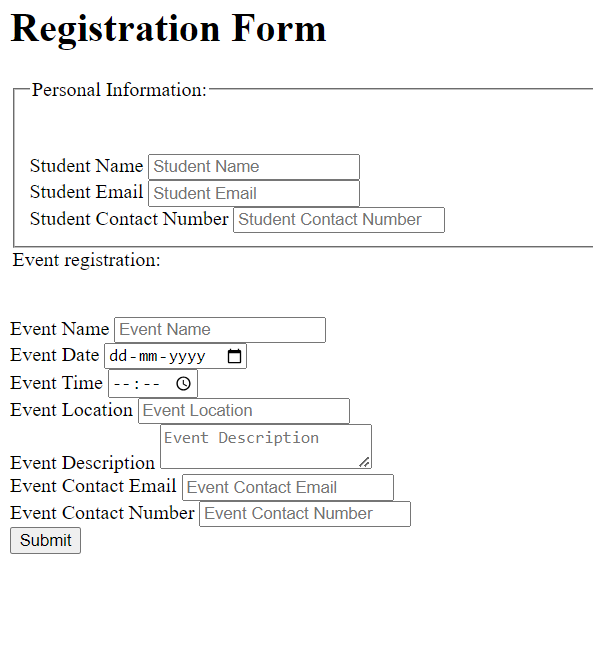 Registration Form
Personal Information:
Student Name Student Name
Student Email Student Email
Student Contact Number Student Contact Number
Event registration:
Event Name Event Name
Event Date dd-mm-yyyy
Event Time --:--
Event Location Event Location
Event Description Event Description
Event Contact Email Event Contact Email
Event Contact Number Event Contact Number
Submit